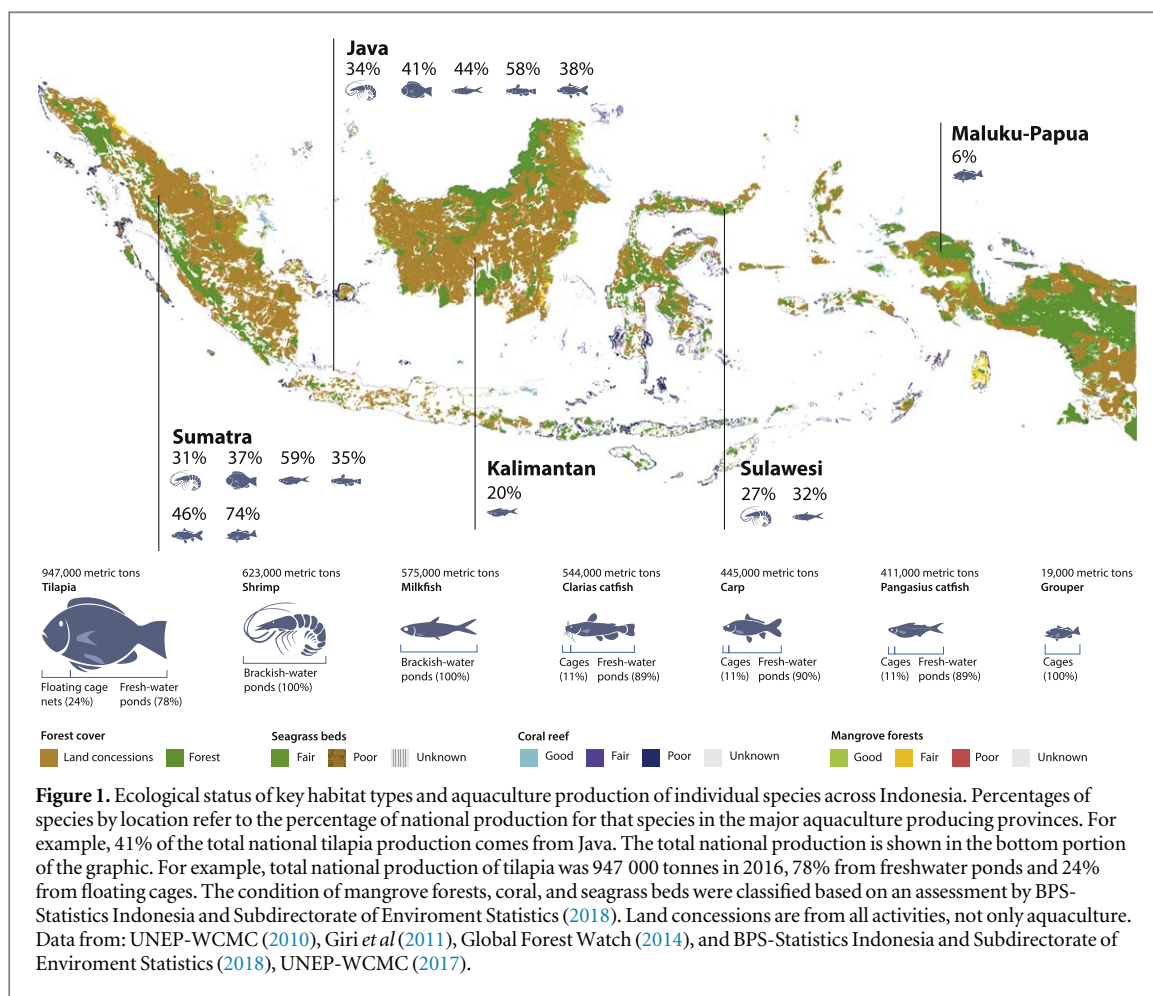 Java
34% 41% 44% 58% 38%
Maluku-Papua
6%
Sumatra
31% 37% 59% 35%
46% 74%
Kalimantan
20%
Sulawesi
27% 32%
947,000 metric tons
Tilapia
Floating cage nets (24%)
Fresh-water ponds (78%)
623,000 metric tons
Shrimp
Brackish-water
ponds (100%)
575,000 metric tons
Milkfish
Brackish-water
ponds (100%)
544,000 metric tons
Clarias catfish
Cages (11%)
Fresh-water ponds (89%)
445,000 metric tons
Carp
Cages (11%)
Fresh-water ponds (90%)
411,000 metric tons
Pangasius catfish
Cages (11%)
Fresh-water ponds (89%)
19,000 metric tons
Grouper
Cages
(100%)
Forest cover
Land concessions Forest
Seagrass beds
Fair Poor Unknown
Coral reef
Good Fair Poor Unknown
Mangrove forests
Good Fair Poor Unknown
Figure 1. Ecological status of key habitat types and aquaculture production of individual species across Indonesia. Percentages of
species by location refer to the percentage of national production for that species in the major aquaculture producing provinces. For
example, 41% of the total national tilapia production comes from Java. The total national production is shown in the bottom portion
of the graphic. For example, total national production of tilapia was 947 000 tonnes in 2016, 78% from freshwater ponds and 24%
from floating cages. The condition of mangrove forests, coral, and seagrass beds were classified based on an assessment by BPS-
Statistics Indonesia and Subdirectorate of Enviroment Statistics (2018). Land concessions are from all activities, not only aquaculture.
Data from: UNEP-WCMC (2010), Giri et al (2011), Global Forest Watch (2014), and BPS-Statistics Indonesia and Subdirectorate of
Enviroment Statistics (2018), UNEP-WCMC (2017).